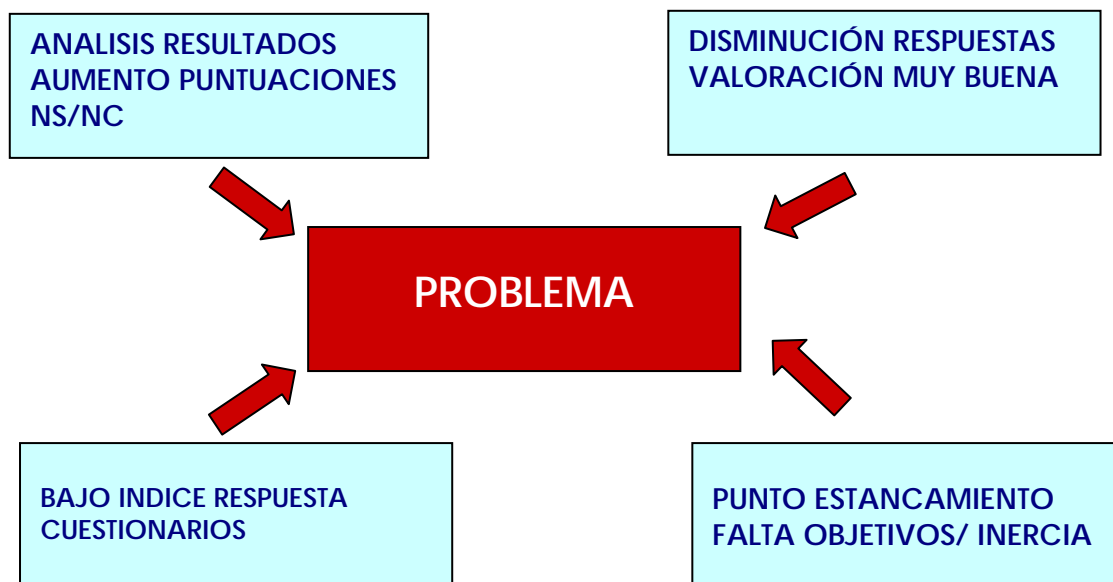 ANALISIS RESULTADOS
AUMENTO PUNTUACIONES
NS/NC
DISMINUCIÓN RESPUESTAS
VALORACIÓN MUY BUENA
PROBLEMA
BAJO INDICE RESPUESTA
CUESTIONARIOS
PUNTO ESTANCAMIENTO
FALTA OBJETIVOS/ INERCIA